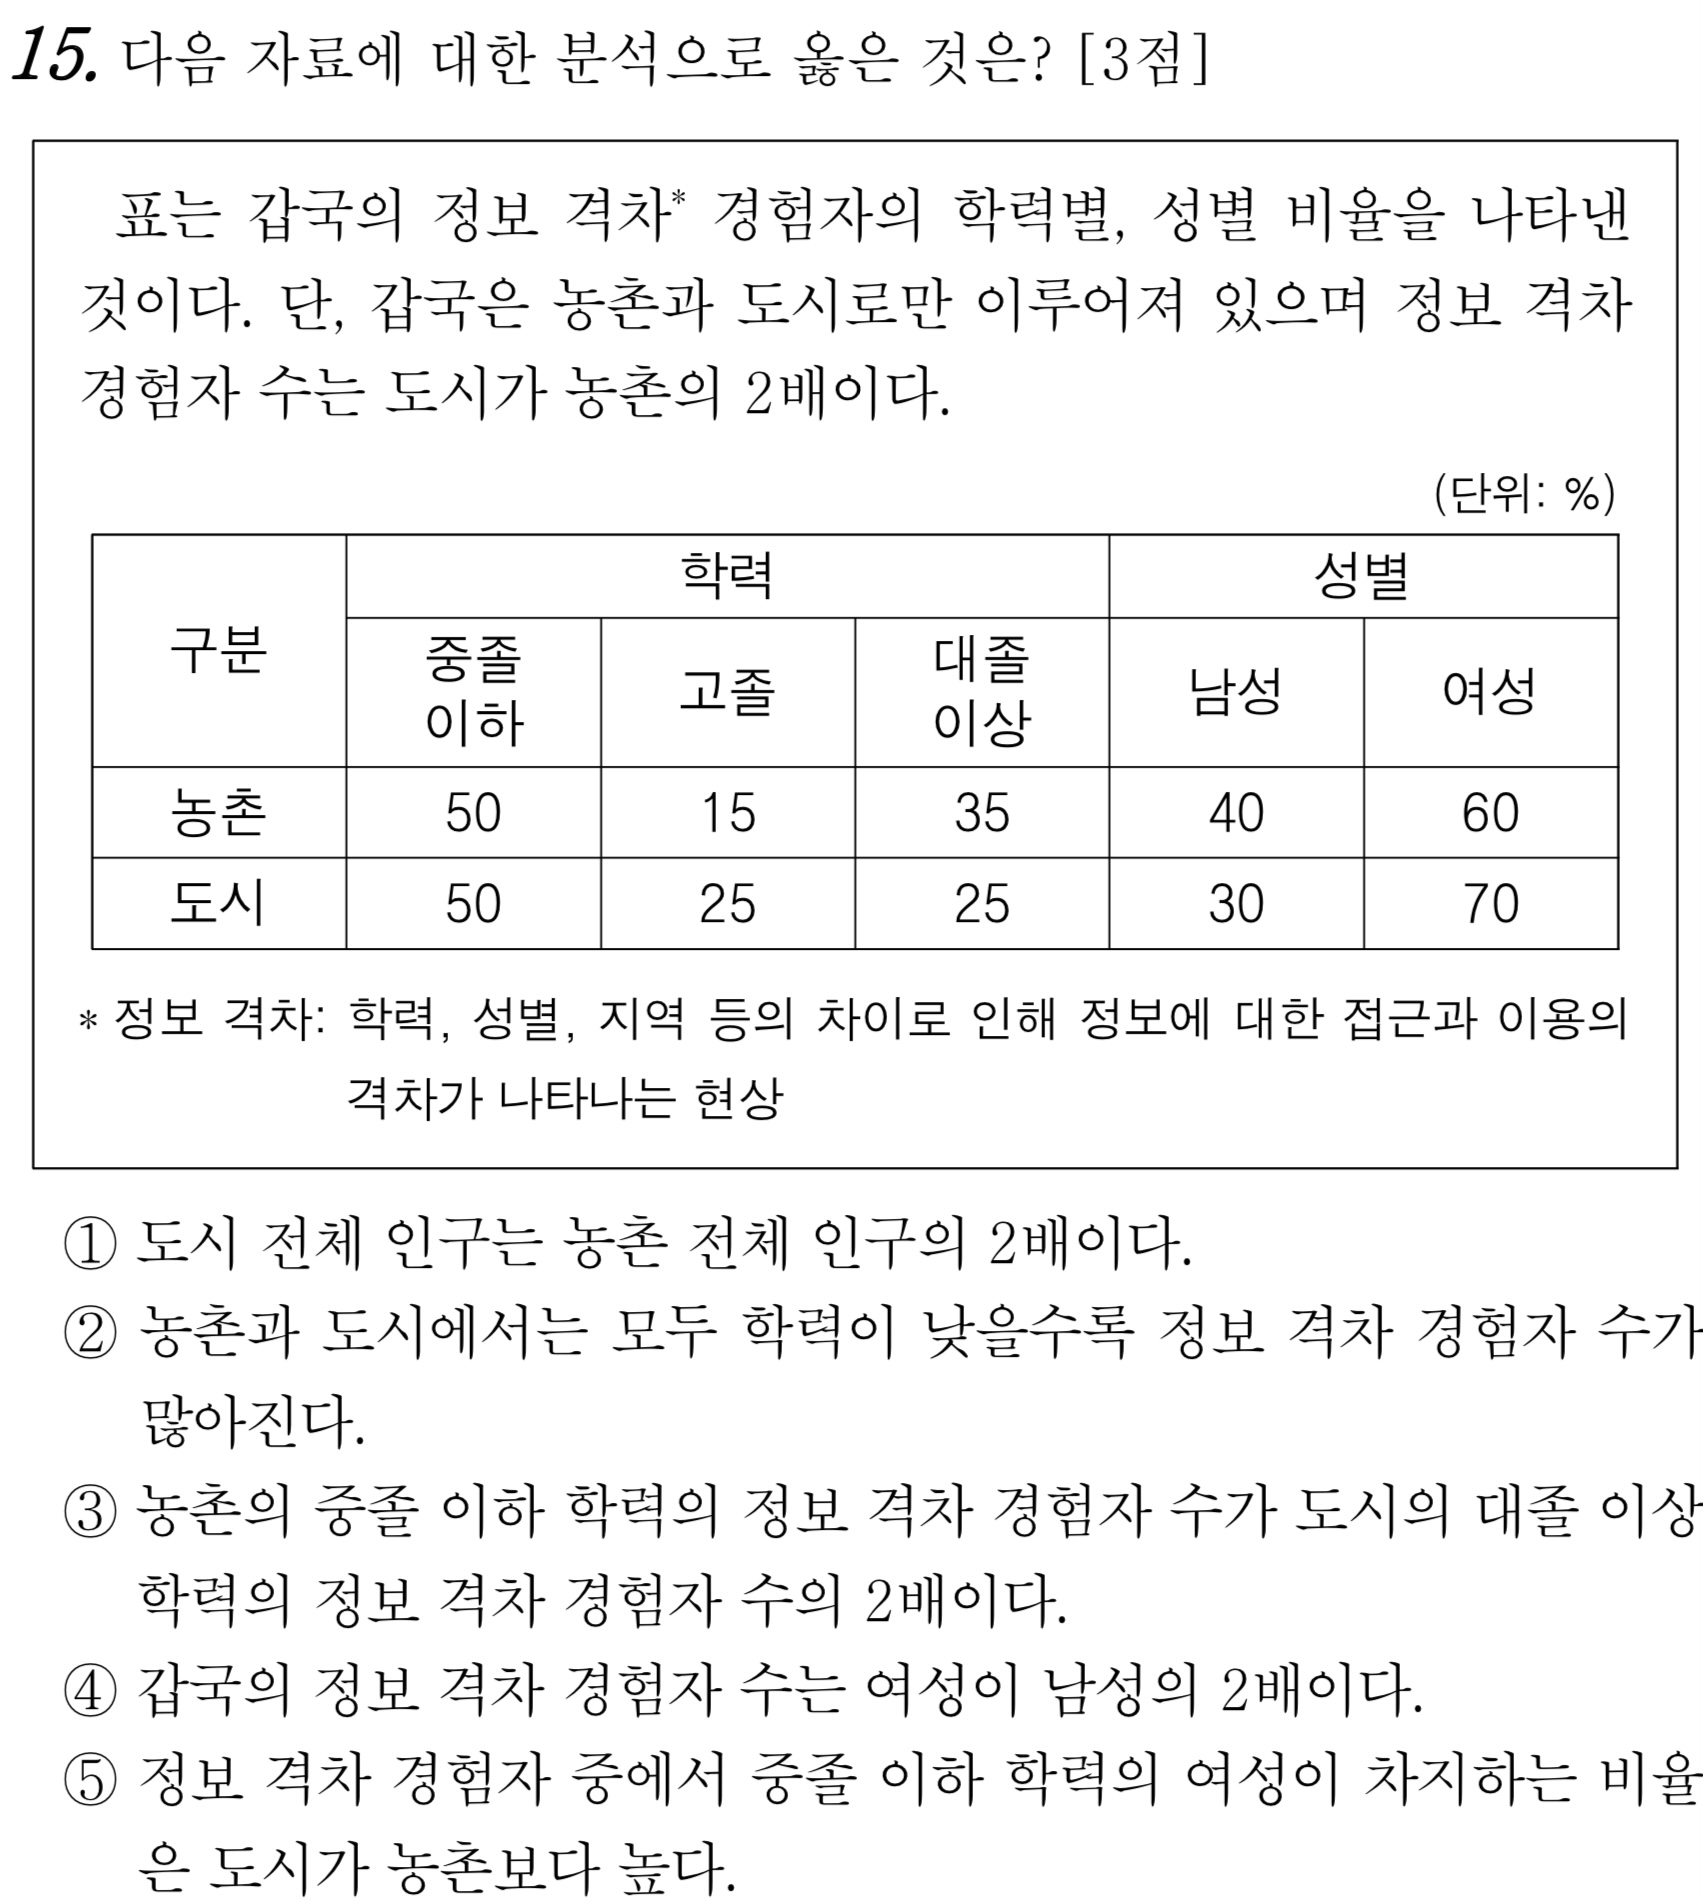 15. 다음 자료에 대한 분석으로 옳은 것은? [3점]
표는 갑국의 정보 격차* 경험자의 학력별, 성별 비율을 나타낸
것이다. 단, 갑국은 농촌과 도시로만 이루어져 있으며 정보 격차
경험자 수는 도시가 농촌의 2배이다.
(단위: %)
구분 학력 성별
중졸 이하 고졸 대졸 이상 남성 여성
농촌 50 15 35 40 60
도시 50 25 25 30 70
* 정보 격차: 학력, 성별, 지역 등의 차이로 인해 정보에 대한 접근과 이용의
격차가 나타나는 현상
① 도시 전체 인구는 농촌 전체 인구의 2배이다.
② 농촌과 도시에서는 모두 학력이 낮을수록 정보 격차 경험자 수가
많아진다.
③ 농촌의 중졸 이하 학력의 정보 격차 경험자 수가 도시의 대졸 이상
학력의 정보 격차 경험자 수의 2배이다.
④ 갑국의 정보 격차 경험자 수는 여성이 남성의 2배이다.
⑤ 정보 격차 경험자 중에서 중졸 이하 학력의 여성이 차지하는 비율
은 도시가 농촌보다 높다.